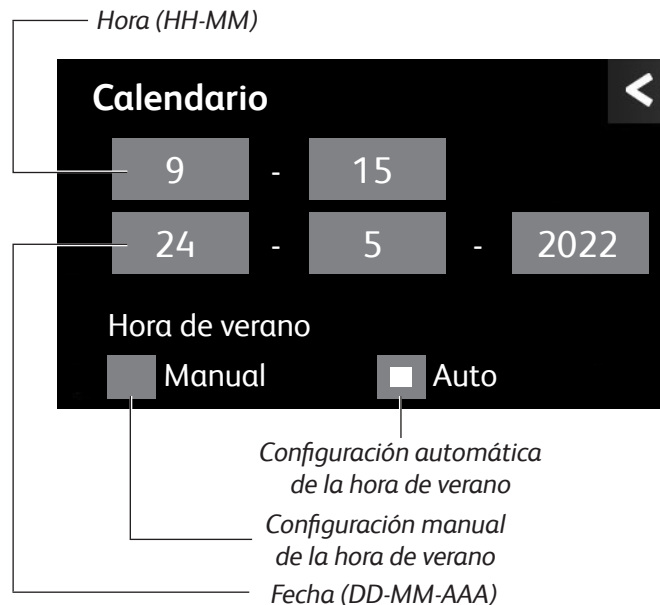 Hora (HH-MM)
Calendario <
9 - 15
24 - 5 - 2022
Hora de verano
Manual Auto
Configuración automática
de la hora de verano
Configuración manual
de la hora de verano
Fecha (DD-MM-AAA)